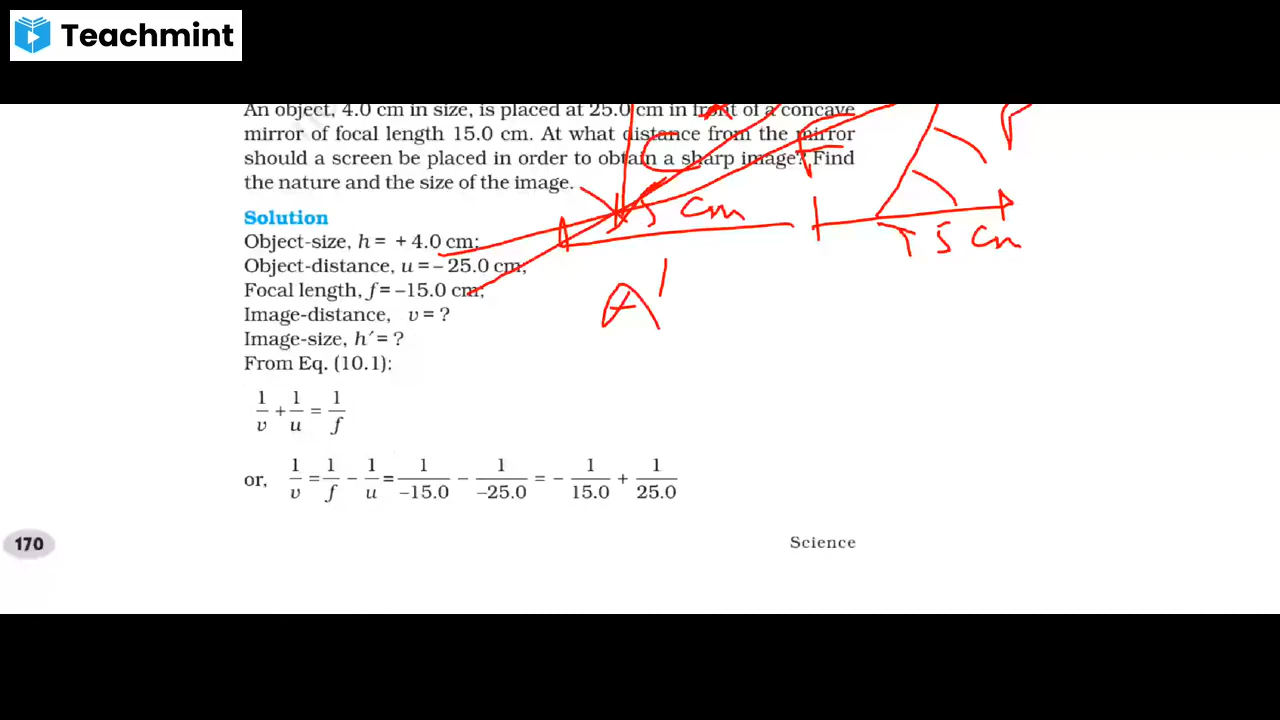 Teachmint
An object, 4.0 cm in size, is placed at 25.0 cm in front of a concave
mirror of focal length 15.0 cm. At what distance from the mirror
should a screen be placed in order to obtain a sharp image? Find
the nature and the size of the image.
C
F
Solution
cm
5 cm
Object-size, h = + 4.0 cm;
Object-distance, u = – 25.0 cm;
Focal length, f = –15.0 cm;
A'
Image-distance, v = ?
Image-size, h′ = ?
From Eq. (10.1):
1/v + 1/u = 1/f
or, 1/v = 1/f − 1/u = 1/–15.0 − 1/–25.0 = − 1/15.0 + 1/25.0
170
Science